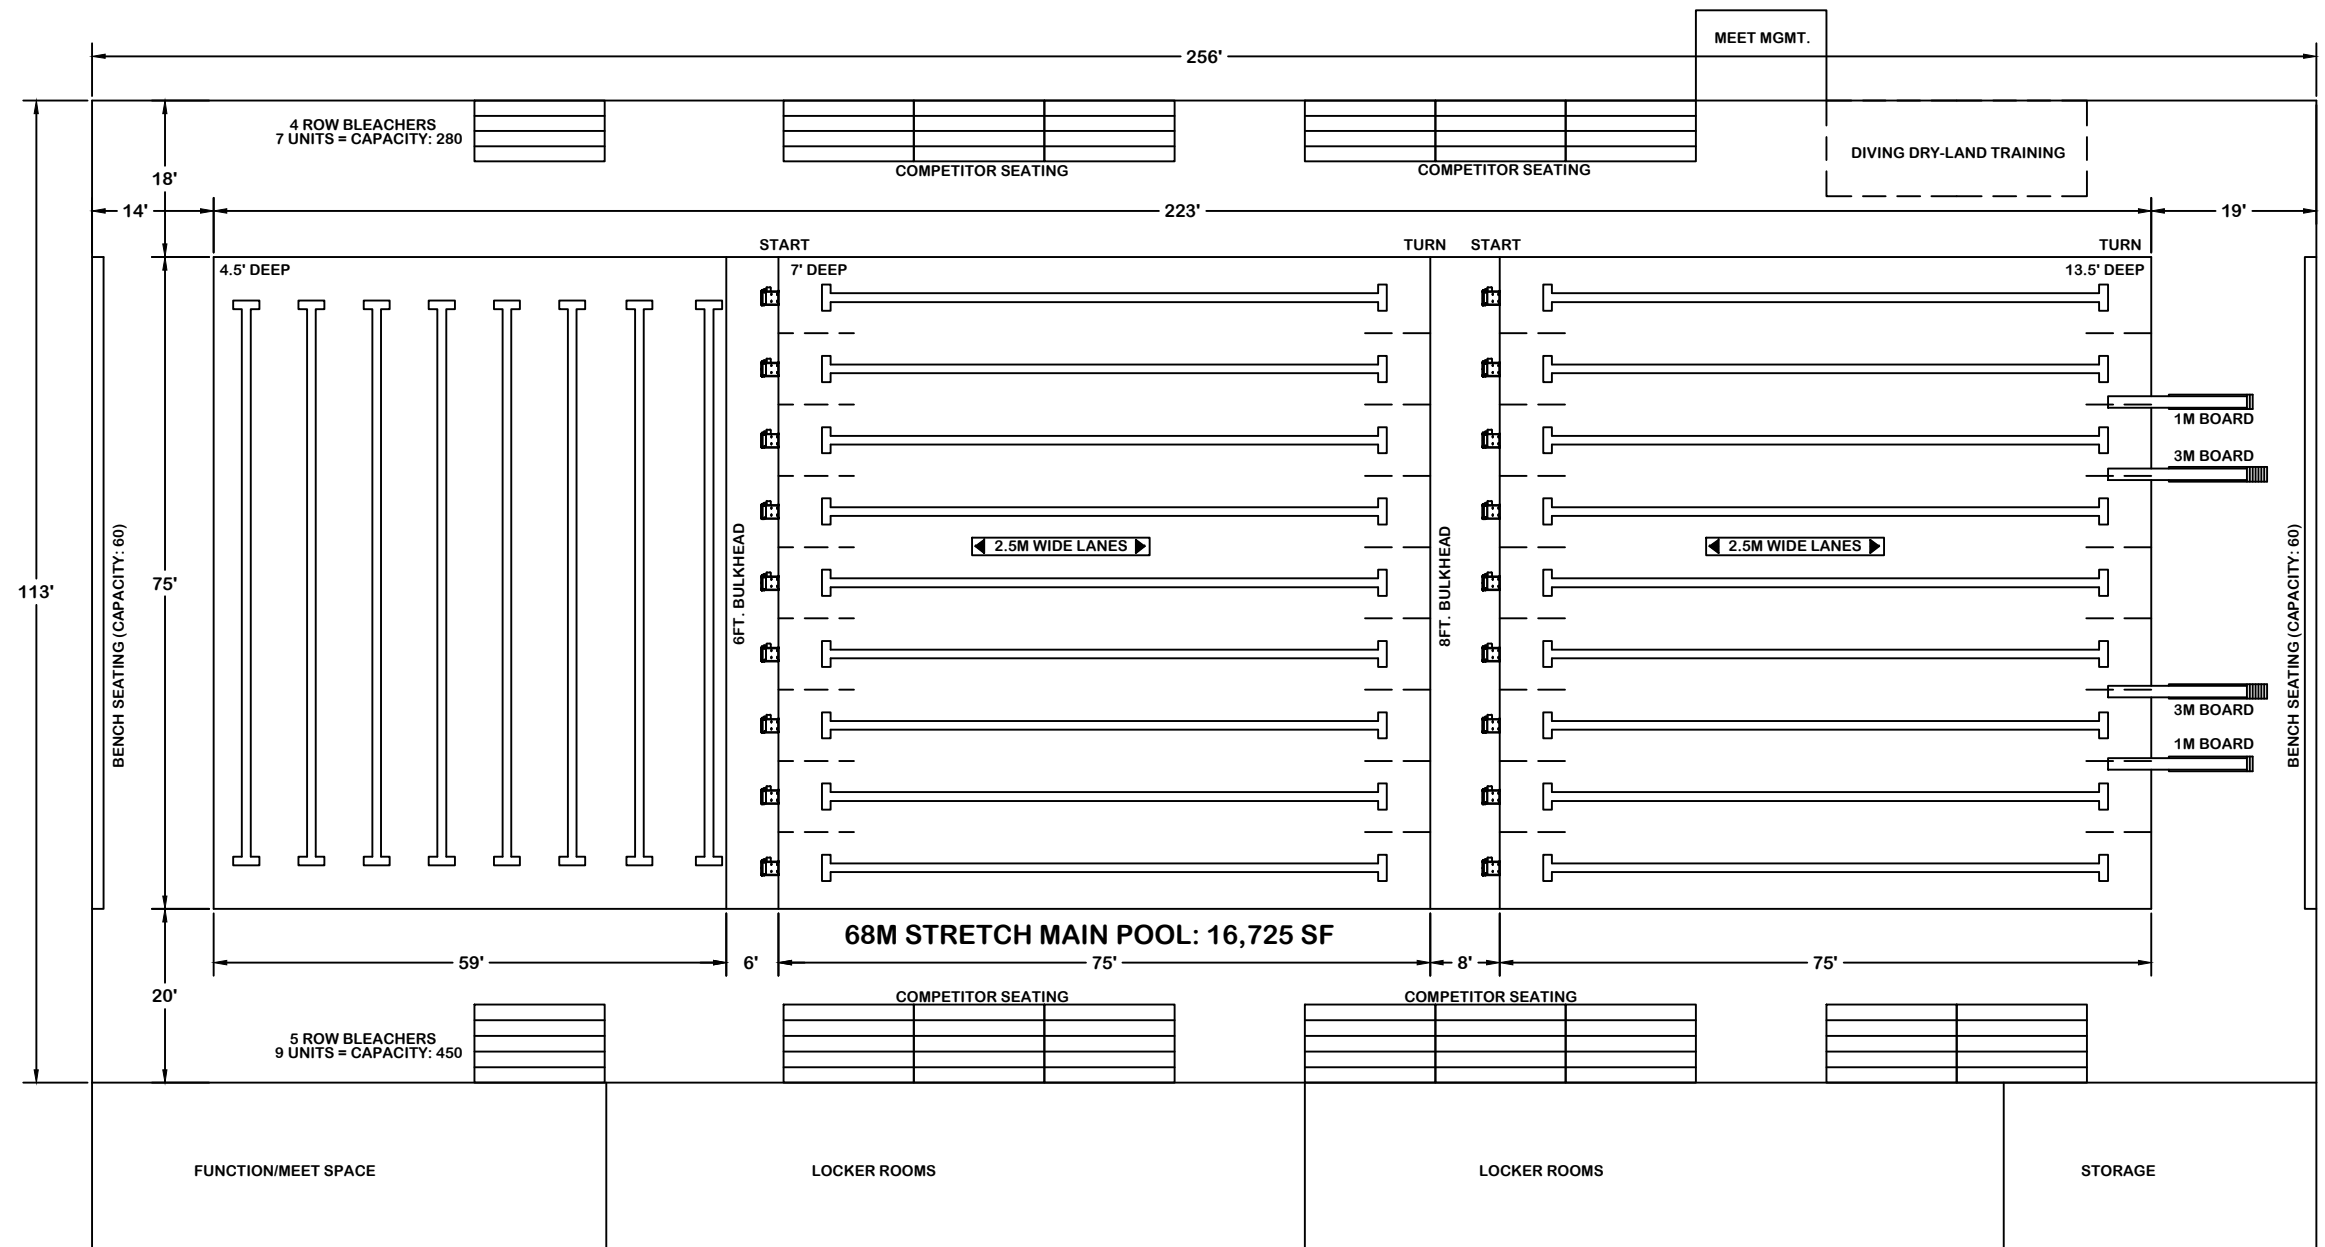 MEET MGMT.
256'
4 ROW BLEACHERS
7 UNITS = CAPACITY: 280
DIVING DRY-LAND TRAINING
COMPETITOR SEATING
COMPETITOR SEATING
18'
14'
223'
19'
START
TURN
START
TURN
4.5' DEEP
7' DEEP
13.5' DEEP
1M BOARD
3M BOARD
2.5M WIDE LANES
2.5M WIDE LANES
113'
75'
BENCH SEATING (CAPACITY: 60)
6FT. BULKHEAD
8FT. BULKHEAD
BENCH SEATING (CAPACITY: 60)
3M BOARD
1M BOARD
68M STRETCH MAIN POOL: 16,725 SF
59'
6'
75'
8'
75'
20'
COMPETITOR SEATING
COMPETITOR SEATING
5 ROW BLEACHERS
9 UNITS = CAPACITY: 450
FUNCTION/MEET SPACE
LOCKER ROOMS
LOCKER ROOMS
STORAGE